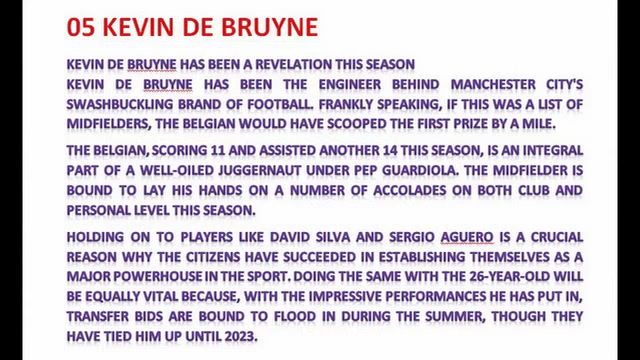 05 KEVIN DE BRUYNE
KEVIN DE BRUYNE HAS BEEN A REVELATION THIS SEASON
KEVIN DE BRUYNE HAS BEEN THE ENGINEER BEHIND MANCHESTER CITY'S
SWASHBUCKLING BRAND OF FOOTBALL. FRANKLY SPEAKING, IF THIS WAS A LIST OF
MIDFIELDERS, THE BELGIAN WOULD HAVE SCOOPED THE FIRST PRIZE BY A MILE.
THE BELGIAN, SCORING 11 AND ASSISTED ANOTHER 14 THIS SEASON, IS AN INTEGRAL
PART OF A WELL-OILED JUGGERNAUT UNDER PEP GUARDIOLA. THE MIDFIELDER IS
BOUND TO LAY HIS HANDS ON A NUMBER OF ACCOLADES ON BOTH CLUB AND
PERSONAL LEVEL THIS SEASON.
HOLDING ON TO PLAYERS LIKE DAVID SILVA AND SERGIO AGUERO IS A CRUCIAL
REASON WHY THE CITIZENS HAVE SUCCEEDED IN ESTABLISHING THEMSELVES AS A
MAJOR POWERHOUSE IN THE SPORT. DOING THE SAME WITH THE 26-YEAR-OLD WILL
BE EQUALLY VITAL BECAUSE, WITH THE IMPRESSIVE PERFORMANCES HE HAS PUT IN,
TRANSFER BIDS ARE BOUND TO FLOOD IN DURING THE SUMMER, THOUGH THEY
HAVE TIED HIM UP UNTIL 2023.